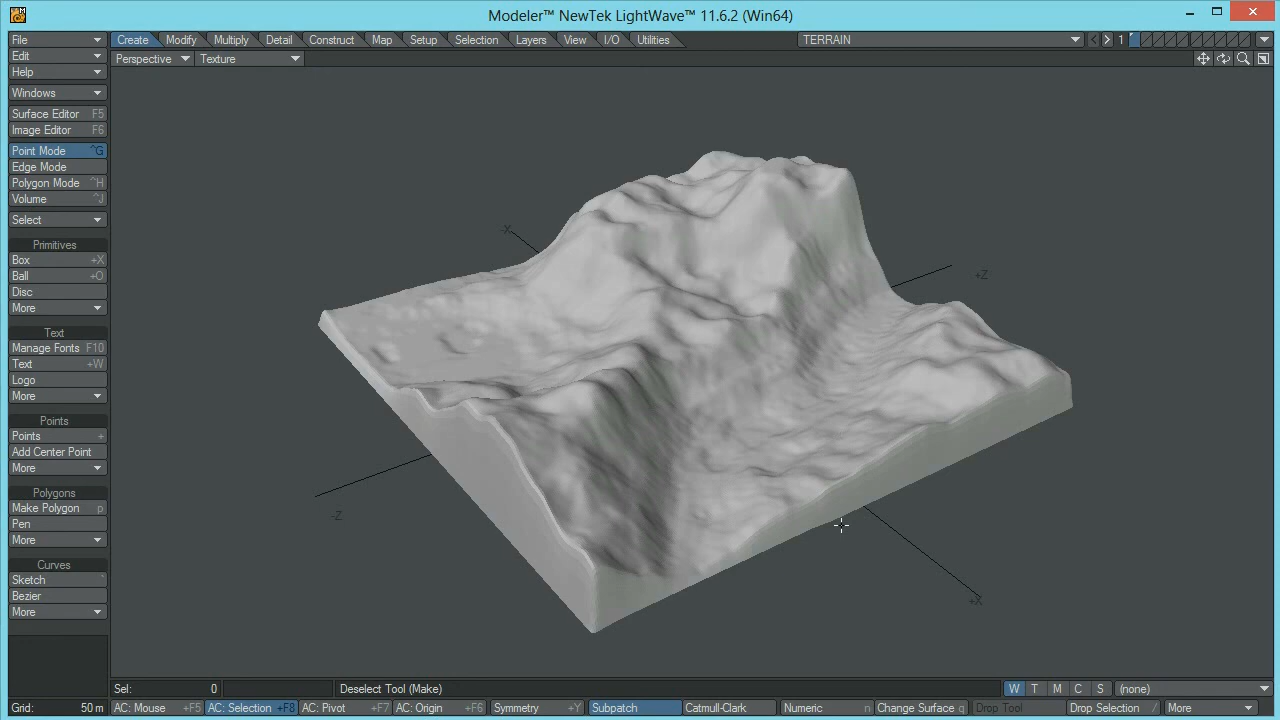 Modeler™ NewTek LightWave™ 11.6.2 (Win64)
File Create Modify Multiply Detail Construct Map Setup Selection Layers View I/O Utilities TERRAIN 1
Edit Perspective Texture
Help
Windows
Surface Editor F5
Image Editor F6
Point Mode ^G
Edge Mode
Polygon Mode ^H
Volume ^J
Select
Primitives
Box +X
Ball +O
Disc
More
Text
Manage Fonts F10
Text +W
Logo
More
Points
Points +
Add Center Point
More
Polygons
Make Polygon p
Pen
More
Curves
Sketch `
Bezier
More
-X
+Z
-Z
+X
Sel: 0 Deselect Tool (Make) W T M C S (none)
Grid: 50 m AC: Mouse +F5 AC: Selection +F8 AC: Pivot +F7 AC: Origin +F6 Symmetry +Y Subpatch Catmull-Clark Numeric n Change Surface q Drop Tool Drop Selection / More